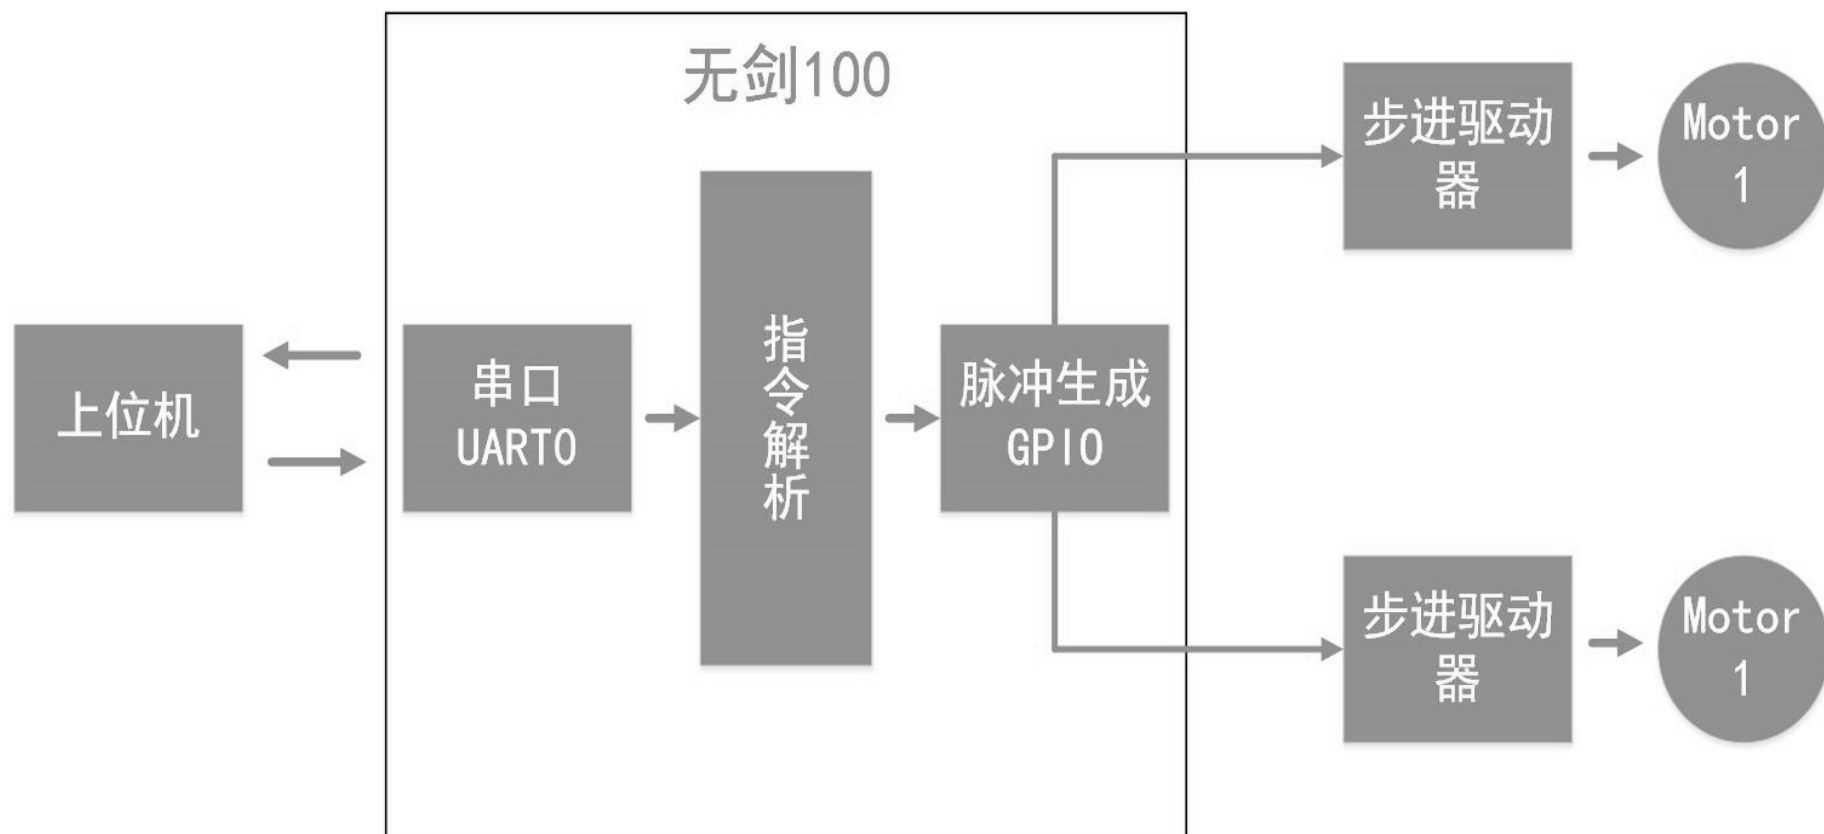 无剑100
上位机
串口
UART0
指
令
解
析
脉冲生成
GPIO
步进驱动
器
Motor
1
步进驱动
器
Motor
1